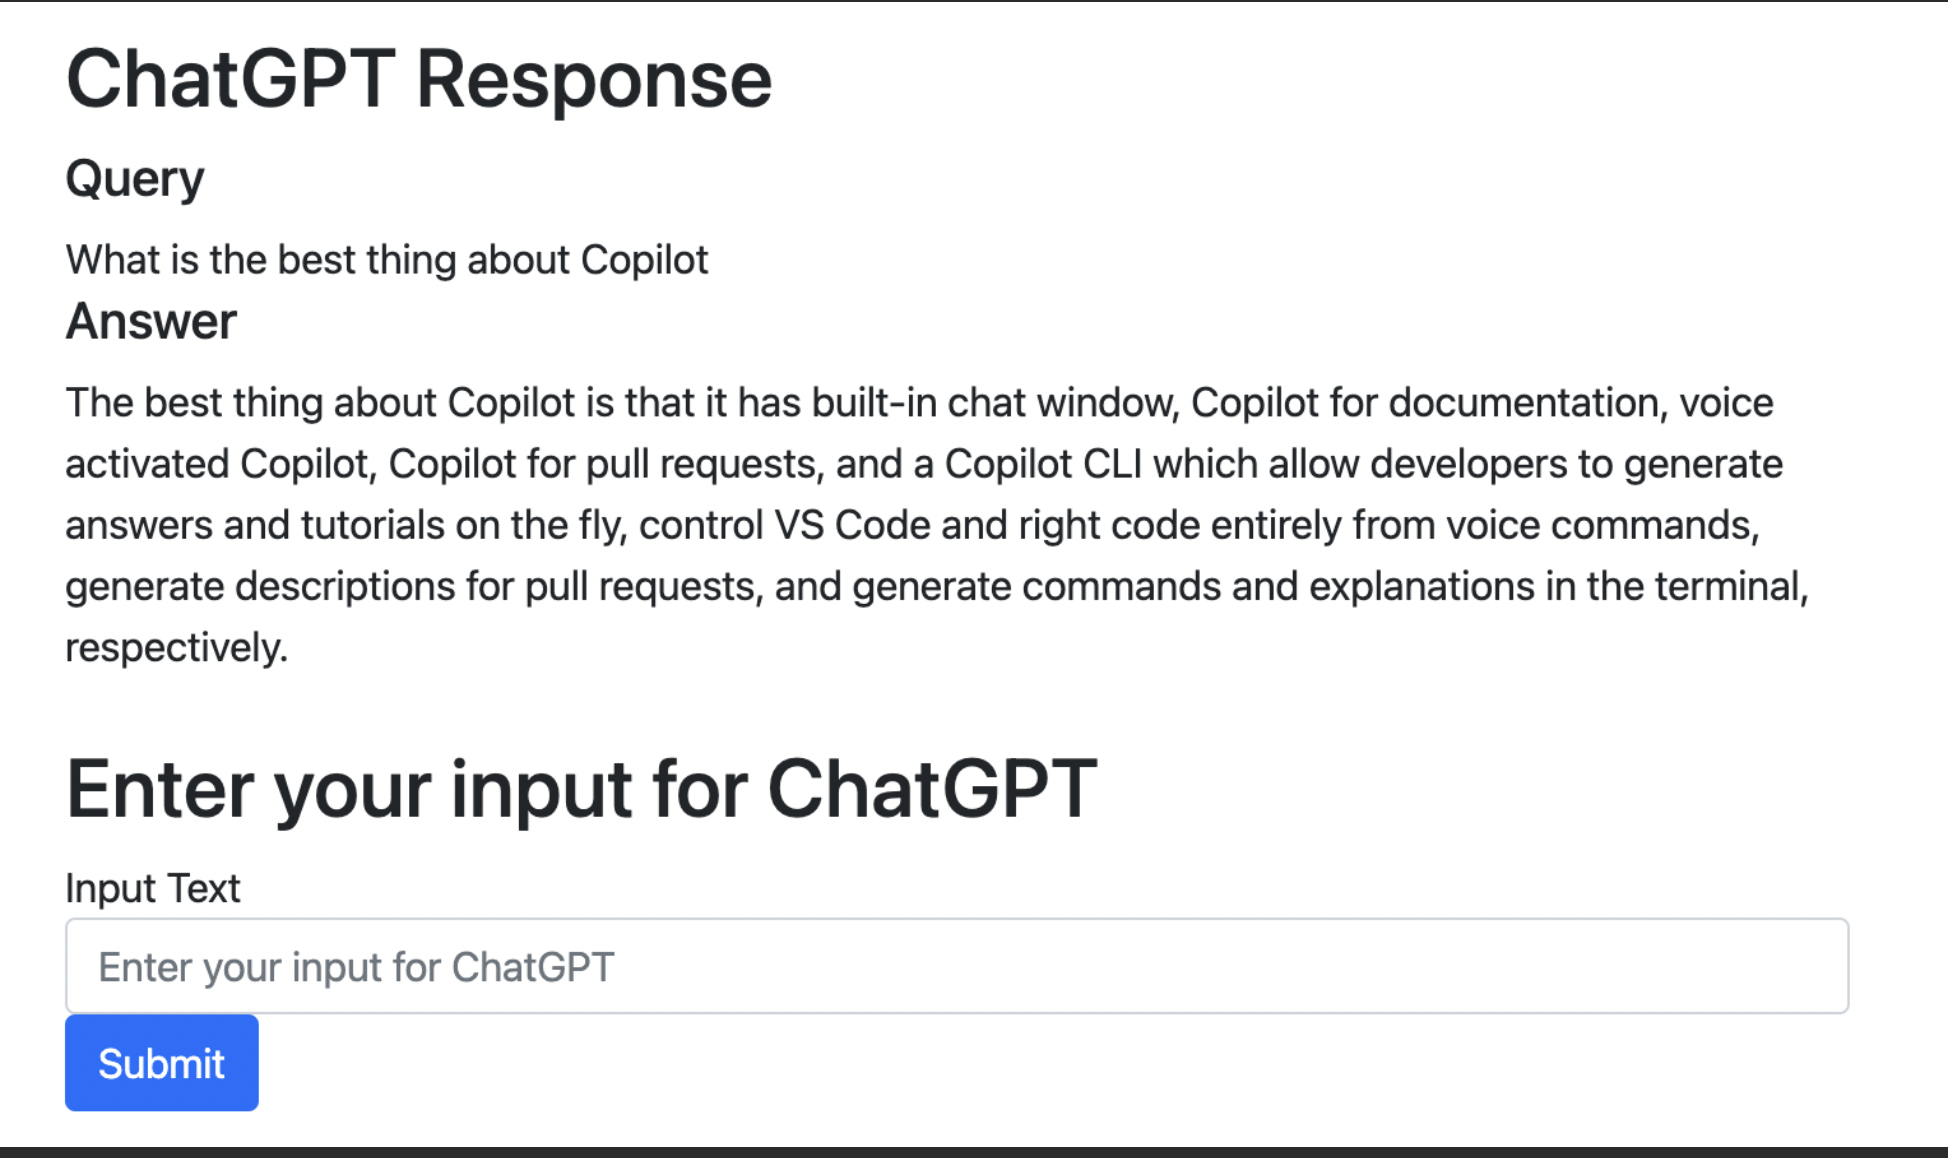 ChatGPT Response
Query
What is the best thing about Copilot
Answer
The best thing about Copilot is that it has built-in chat window, Copilot for documentation, voice
activated Copilot, Copilot for pull requests, and a Copilot CLI which allow developers to generate
answers and tutorials on the fly, control VS Code and right code entirely from voice commands,
generate descriptions for pull requests, and generate commands and explanations in the terminal,
respectively.
Enter your input for ChatGPT
Input Text
Enter your input for ChatGPT
Submit